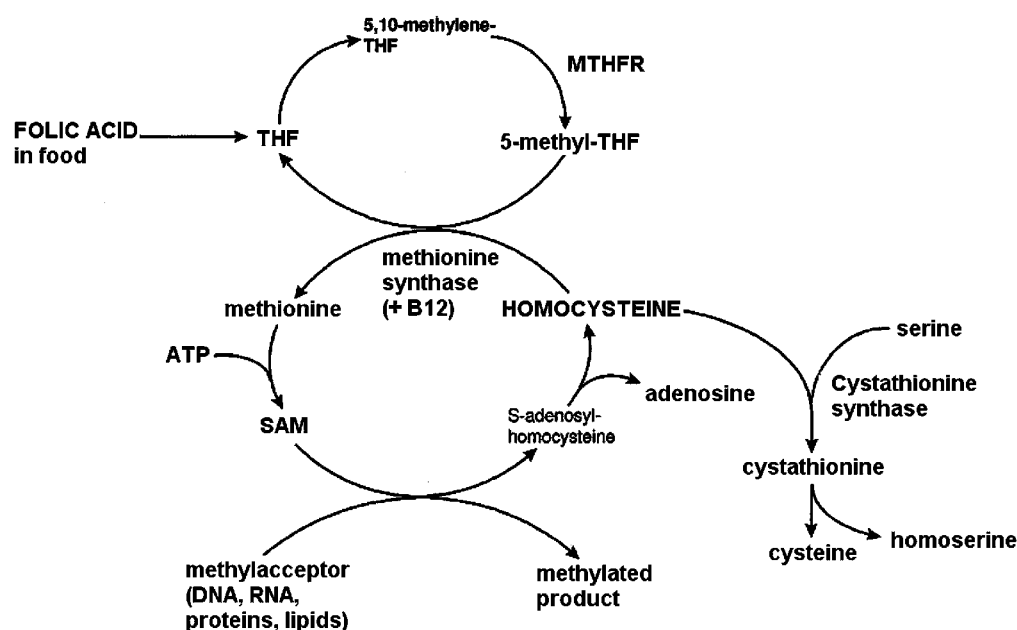 5,10-methylene-
THF
MTHFR
FOLIC ACID
in food
THF
5-methyl-THF
methionine
synthase
(+ B12)
methionine
HOMOCYSTEINE
serine
ATP
adenosine
Cystathionine
synthase
SAM
S-adenosyl-
homocysteine
cystathionine
homoserine
cysteine
methylacceptor
(DNA, RNA,
proteins, lipids)
methylated
product